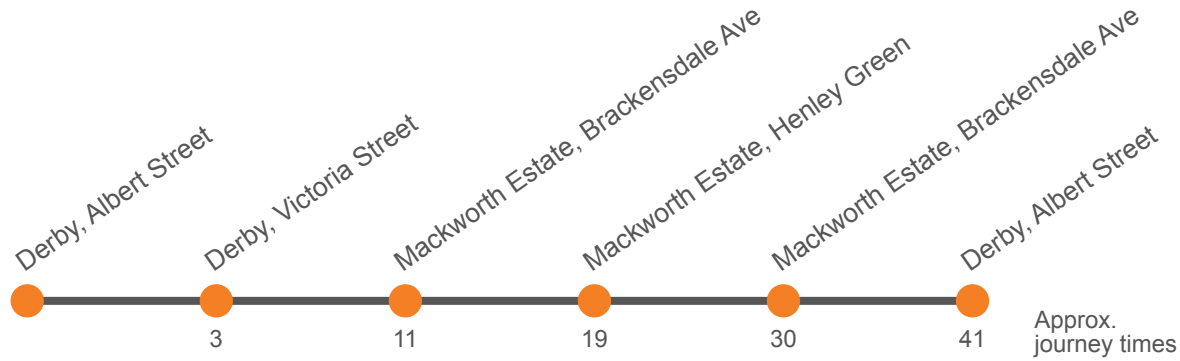 Derby, Albert Street
Derby, Victoria Street
Mackworth Estate, Brackensdale Ave
Mackworth Estate, Henley Green
Mackworth Estate, Brackensdale Ave
Derby, Albert Street
3
11
19
30
41
Approx.
journey times